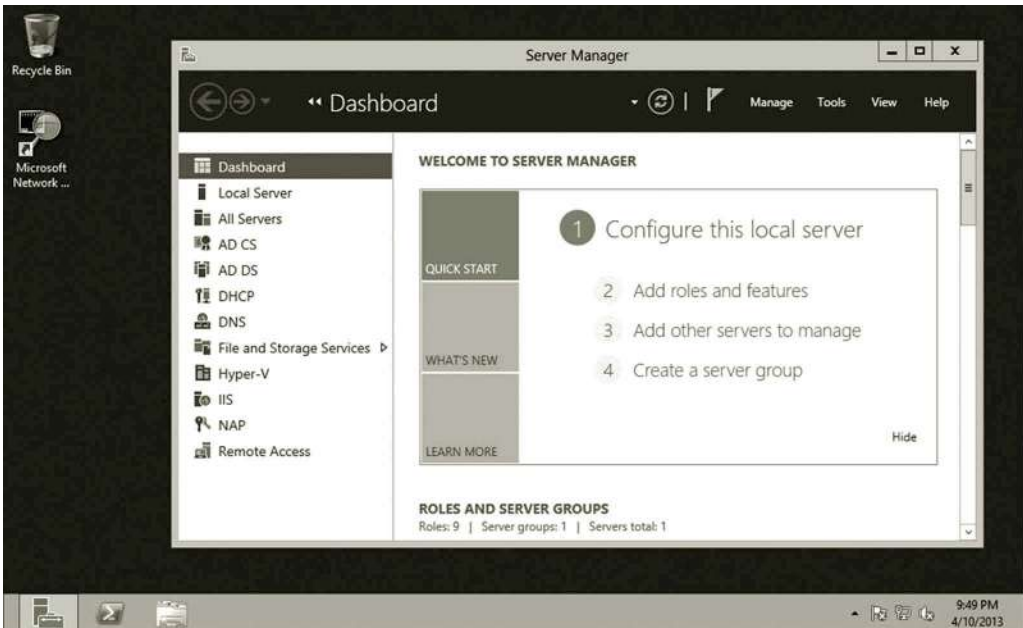 Recycle Bin
Microsoft
Network ...
Server Manager
Dashboard
Manage Tools View Help
Dashboard
Local Server
All Servers
AD CS
AD DS
DHCP
DNS
File and Storage Services
Hyper-V
IIS
NAP
Remote Access
WELCOME TO SERVER MANAGER
QUICK START
WHAT'S NEW
LEARN MORE
1 Configure this local server
2 Add roles and features
3 Add other servers to manage
4 Create a server group
Hide
ROLES AND SERVER GROUPS
Roles: 9 | Server groups: 1 | Servers total: 1
9:49 PM
4/10/2013